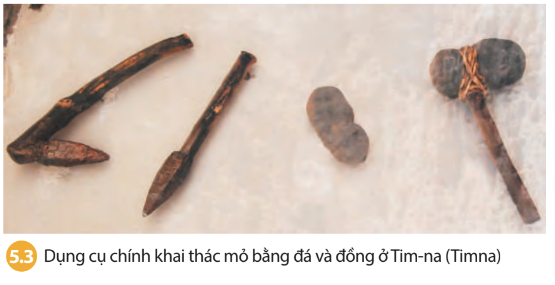 5.3 Dụng cụ chính khai thác mỏ bằng đá và đồng ở Tim-na (Timna)